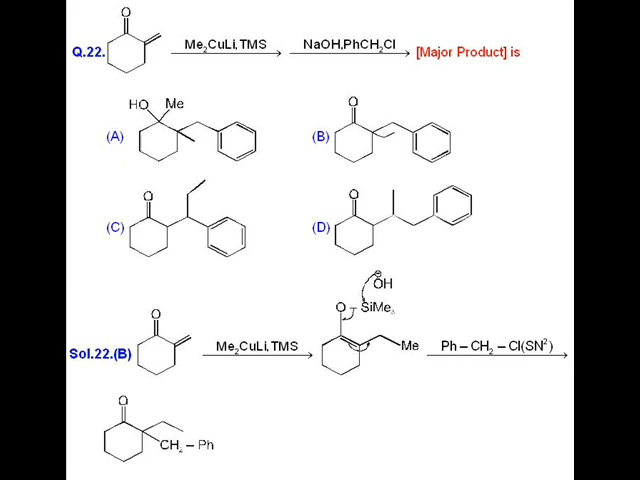 O
Q.22.
Me2CuLi, TMS
NaOH,PhCH2Cl
[Major Product] is
HO Me
(A)
O
(B)
O
(C)
O
(D)
⊖OH
O – SiMe3
O
Sol.22.(B)
Me2CuLi, TMS
Me
Ph – CH2 – Cl(SN2)
O
CH2 – Ph